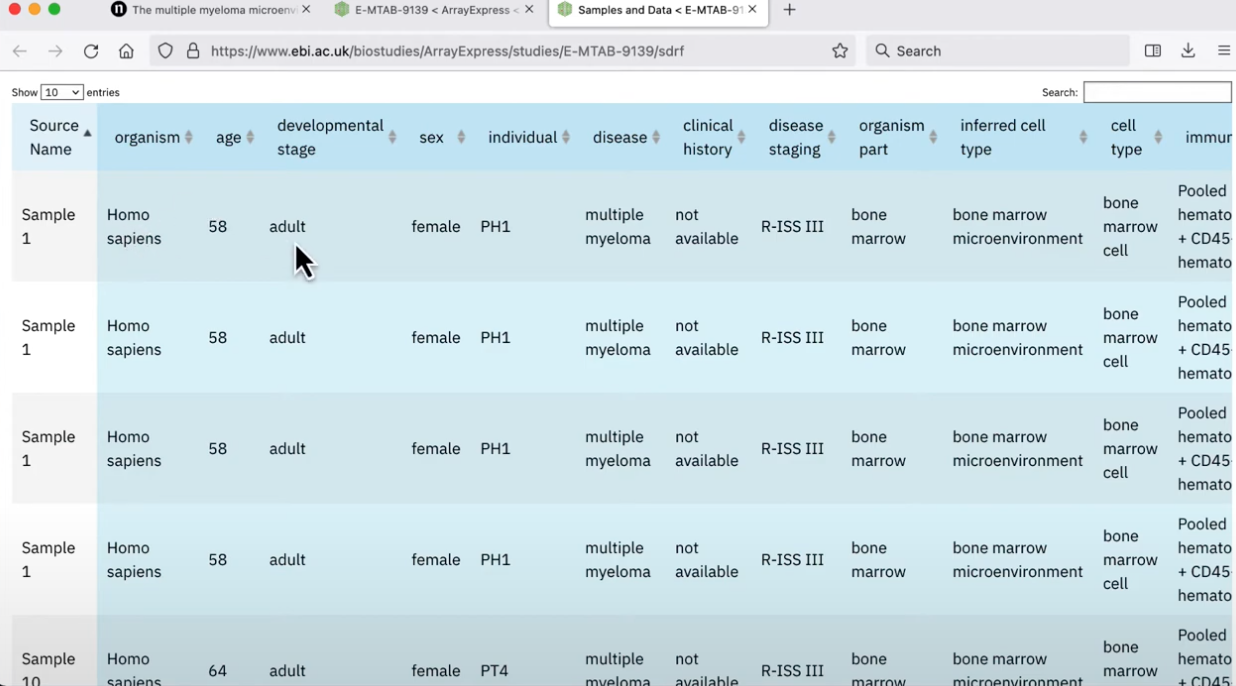 The multiple myeloma microenvi
E-MTAB-9139 < ArrayExpress <
Samples and Data < E-MTAB-91
https://www.ebi.ac.uk/biostudies/ArrayExpress/studies/E-MTAB-9139/sdrf
Search
Show 10 entries
Search:
Source Name
organism
age
developmental stage
sex
individual
disease
clinical history
disease staging
organism part
inferred cell type
cell type
immun
Sample 1
Homo sapiens
58
adult
female
PH1
multiple myeloma
not available
R-ISS III
bone marrow
bone marrow microenvironment
bone marrow cell
Pooled hemato + CD45- hemato
Sample 1
Homo sapiens
58
adult
female
PH1
multiple myeloma
not available
R-ISS III
bone marrow
bone marrow microenvironment
bone marrow cell
Pooled hemato + CD45- hemato
Sample 1
Homo sapiens
58
adult
female
PH1
multiple myeloma
not available
R-ISS III
bone marrow
bone marrow microenvironment
bone marrow cell
Pooled hemato + CD45- hemato
Sample 1
Homo sapiens
58
adult
female
PH1
multiple myeloma
not available
R-ISS III
bone marrow
bone marrow microenvironment
bone marrow cell
Pooled hemato + CD45- hemato
Sample 10
Homo sapiens
64
adult
female
PT4
multiple myeloma
not available
R-ISS III
bone marrow
bone marrow microenvironment
bone marrow
Pooled hemato + CD45-